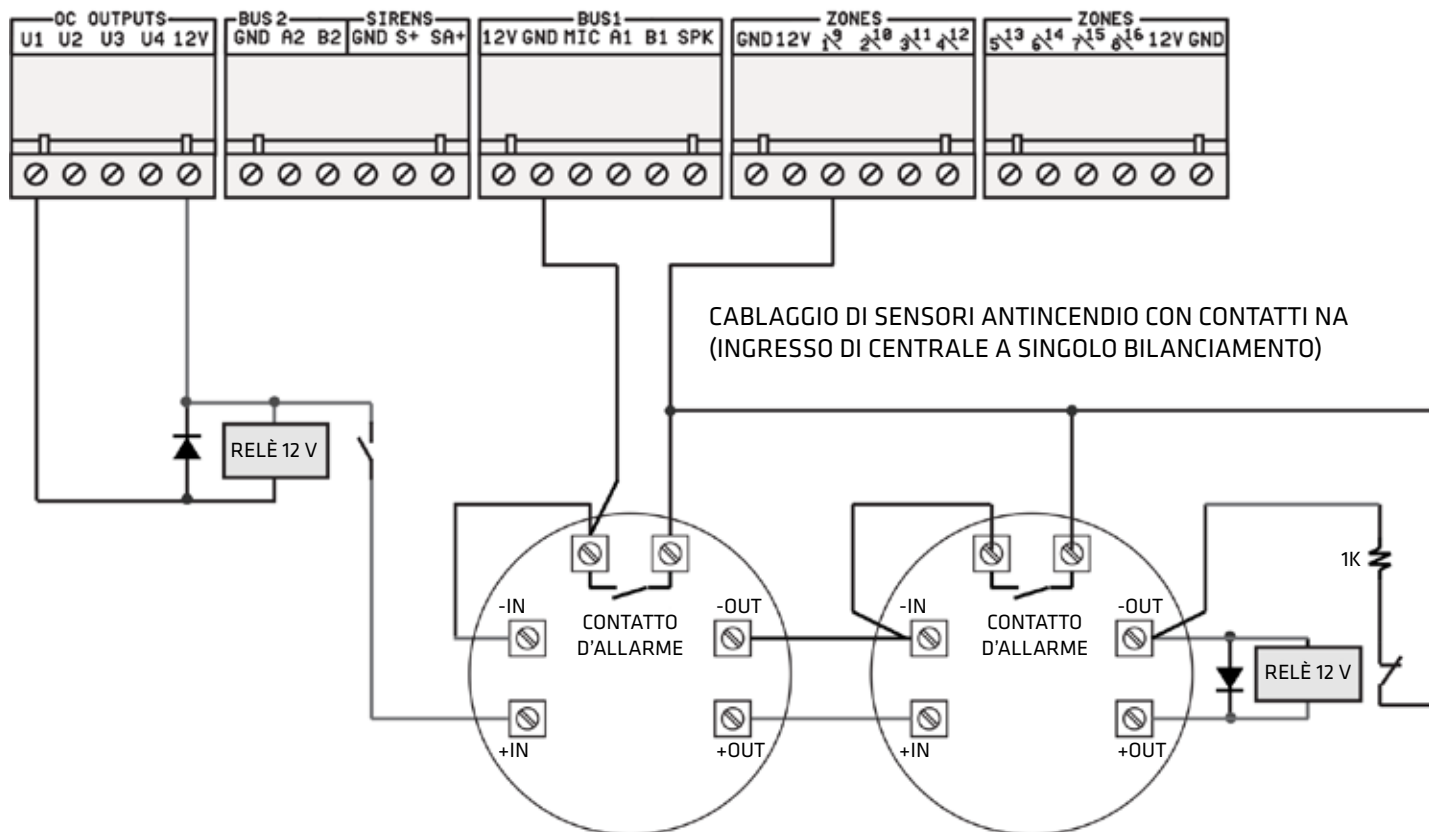 OC OUTPUTS
U1 U2 U3 U4 12V
BUS 2 SIRENS
GND A2 B2 GND S+ SA+
BUS1
12V GND MIC A1 B1 SPK
ZONES
GND 12V 1\9 2\10 3\11 4\12
ZONES
5\13 6\14 7\15 8\16 12V GND
CABLAGGIO DI SENSORI ANTINCENDIO CON CONTATTI NA
(INGRESSO DI CENTRALE A SINGOLO BILANCIAMENTO)
RELÈ 12 V
-IN
CONTATTO
D'ALLARME
-OUT
+IN
+OUT
-IN
CONTATTO
D'ALLARME
-OUT
+IN
+OUT
1K
RELÈ 12 V